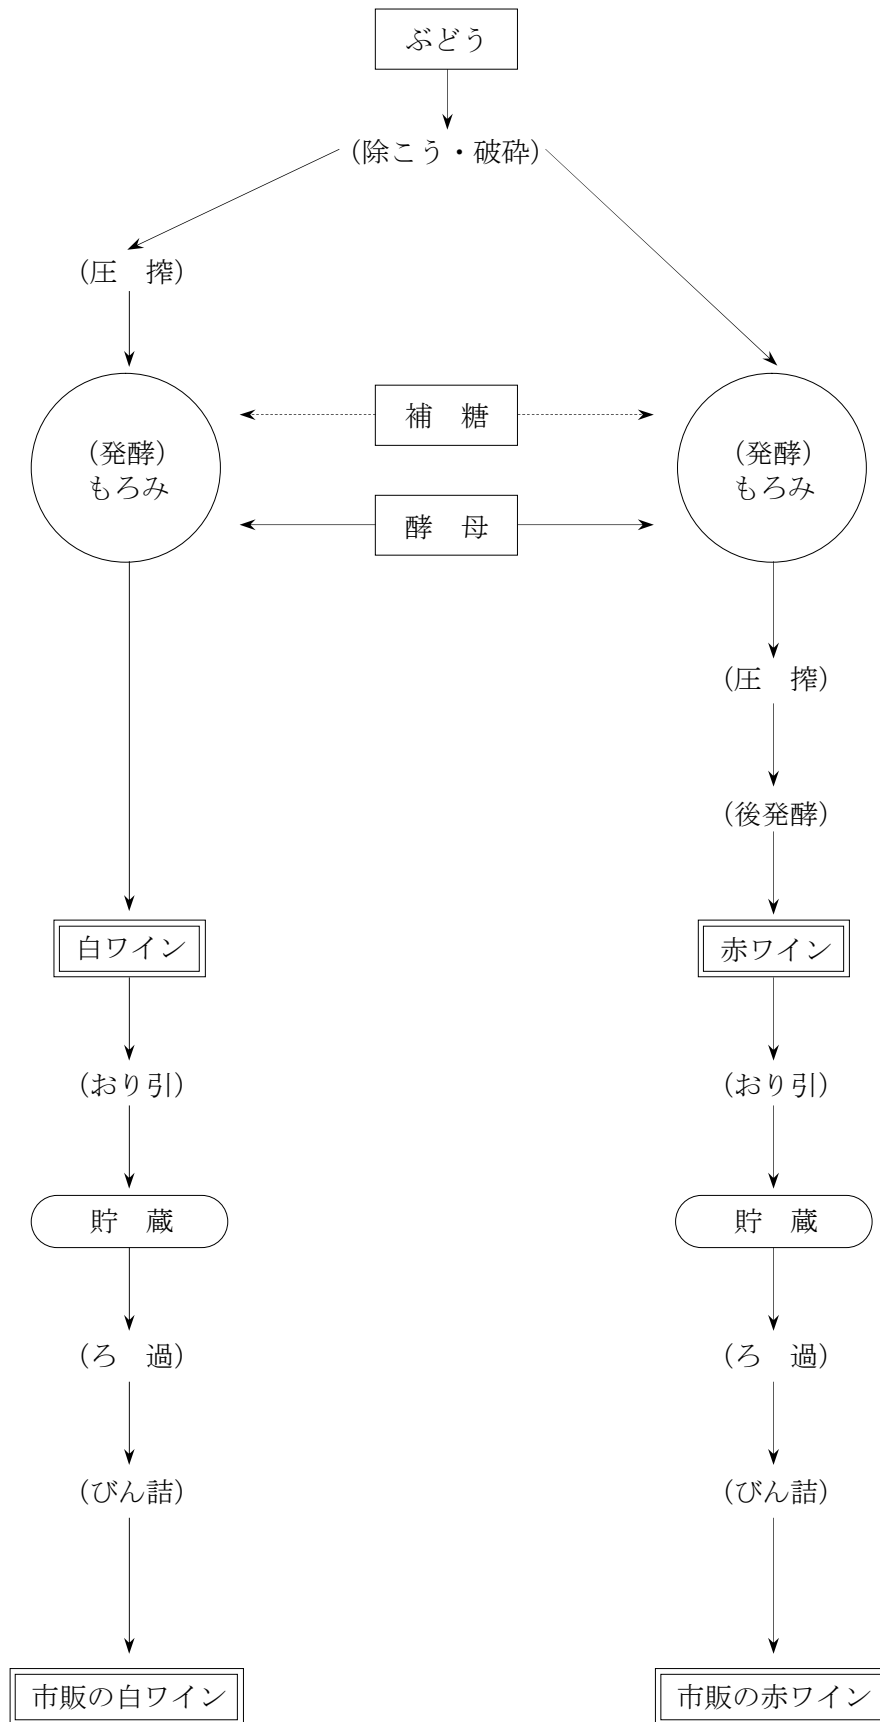 ぶどう
(除こう・破砕)
(圧　搾)
補　糖
(発酵)
もろみ
(発酵)
もろみ
酵　母
(圧　搾)
(後発酵)
白ワイン
赤ワイン
(おり引)
(おり引)
貯　蔵
貯　蔵
(ろ　過)
(ろ　過)
(びん詰)
(びん詰)
市販の白ワイン
市販の赤ワイン